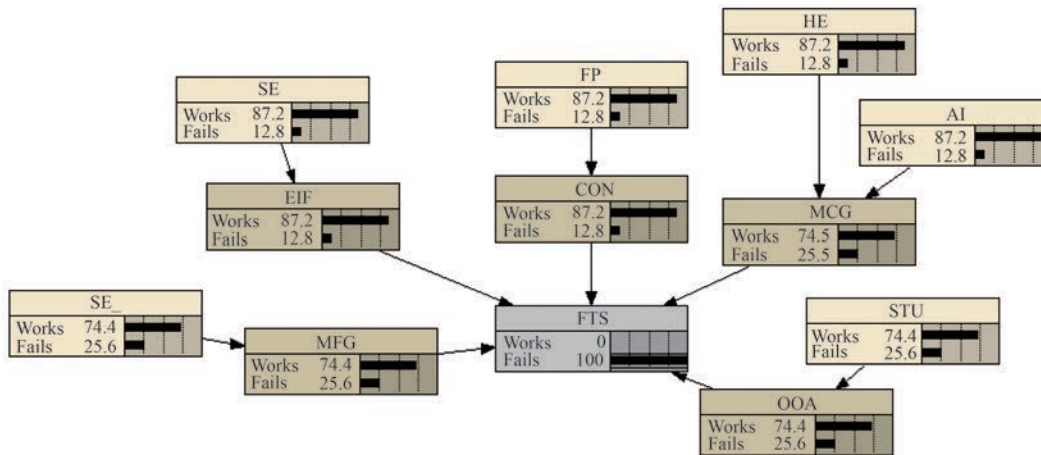 HE
Works 87.2
Fails 12.8
SE
Works 87.2
Fails 12.8
FP
Works 87.2
Fails 12.8
AI
Works 87.2
Fails 12.8
EIF
Works 87.2
Fails 12.8
CON
Works 87.2
Fails 12.8
MCG
Works 74.5
Fails 25.5
SE_
Works 74.4
Fails 25.6
MFG
Works 74.4
Fails 25.6
FTS
Works 0
Fails 100
STU
Works 74.4
Fails 25.6
OOA
Works 74.4
Fails 25.6